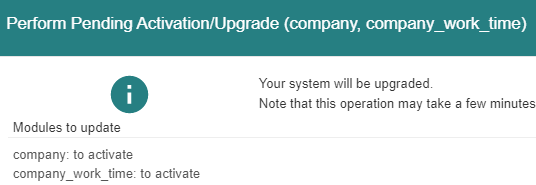 Perform Pending Activation/Upgrade (company, company_work_time)
Your system will be upgraded.
Note that this operation may take a few minutes
Modules to update
company: to activate
company_work_time: to activate